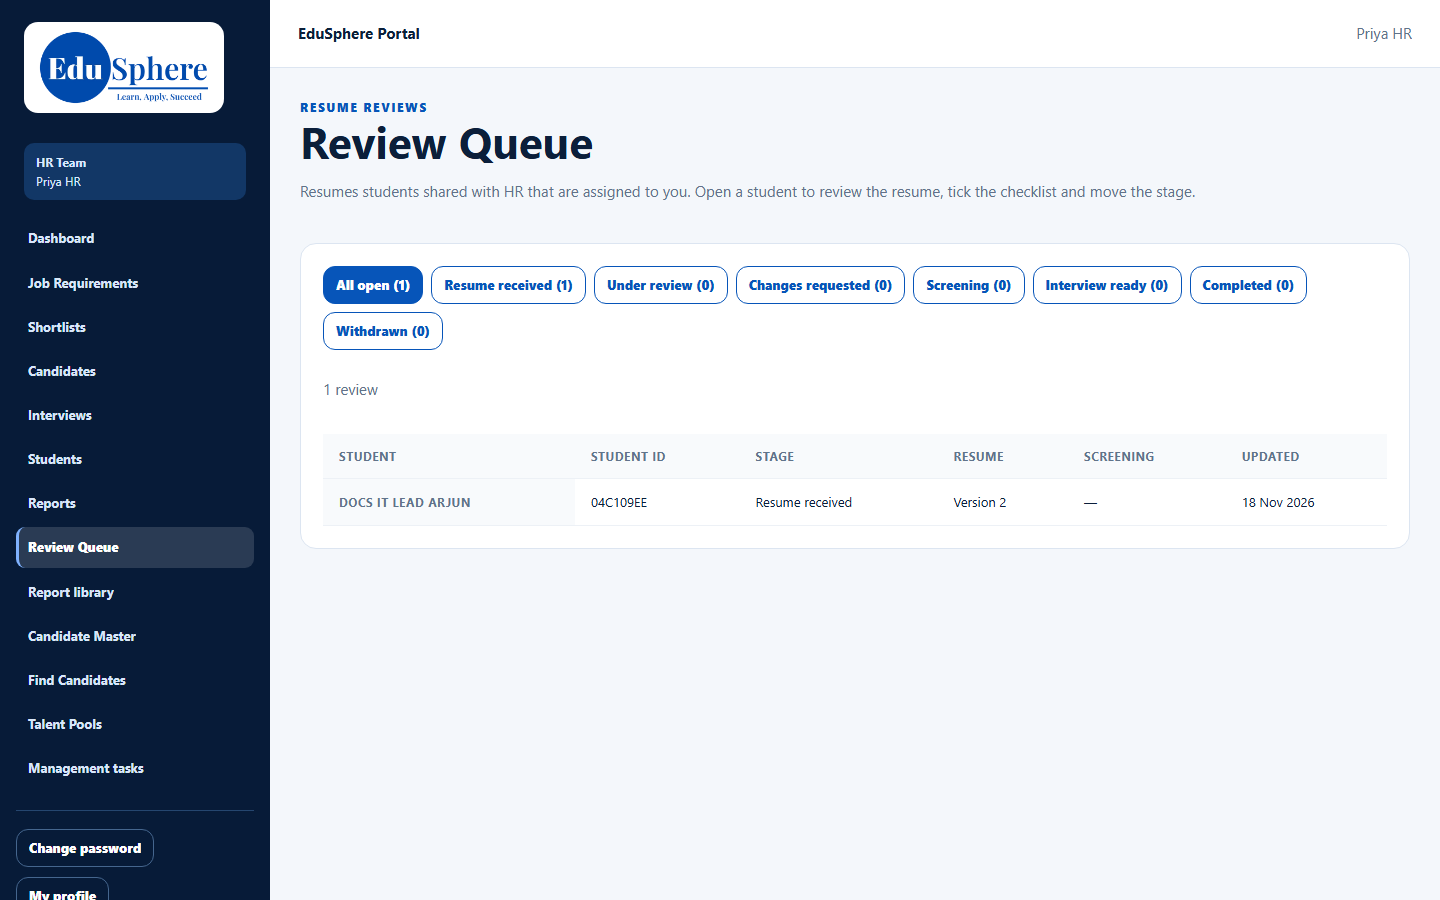 EduSphere
Learn. Apply, Succeed
HR Team
Priya HR
Dashboard
Job Requirements
Shortlists
Candidates
Interviews
Students
Reports
Review Queue
Report library
Candidate Master
Find Candidates
Talent Pools
Management tasks
Change password
My profile
EduSphere Portal
Priya HR
RESUME REVIEWS
Review Queue
Resumes students shared with HR that are assigned to you. Open a student to review the resume, tick the checklist and move the stage.
All open (1) Resume received (1) Under review (0) Changes requested (0) Screening (0) Interview ready (0) Completed (0)
Withdrawn (0)
1 review
STUDENT STUDENT ID STAGE RESUME SCREENING UPDATED
DOCS IT LEAD ARJUN 04C109EE Resume received Version 2 — 18 Nov 2026